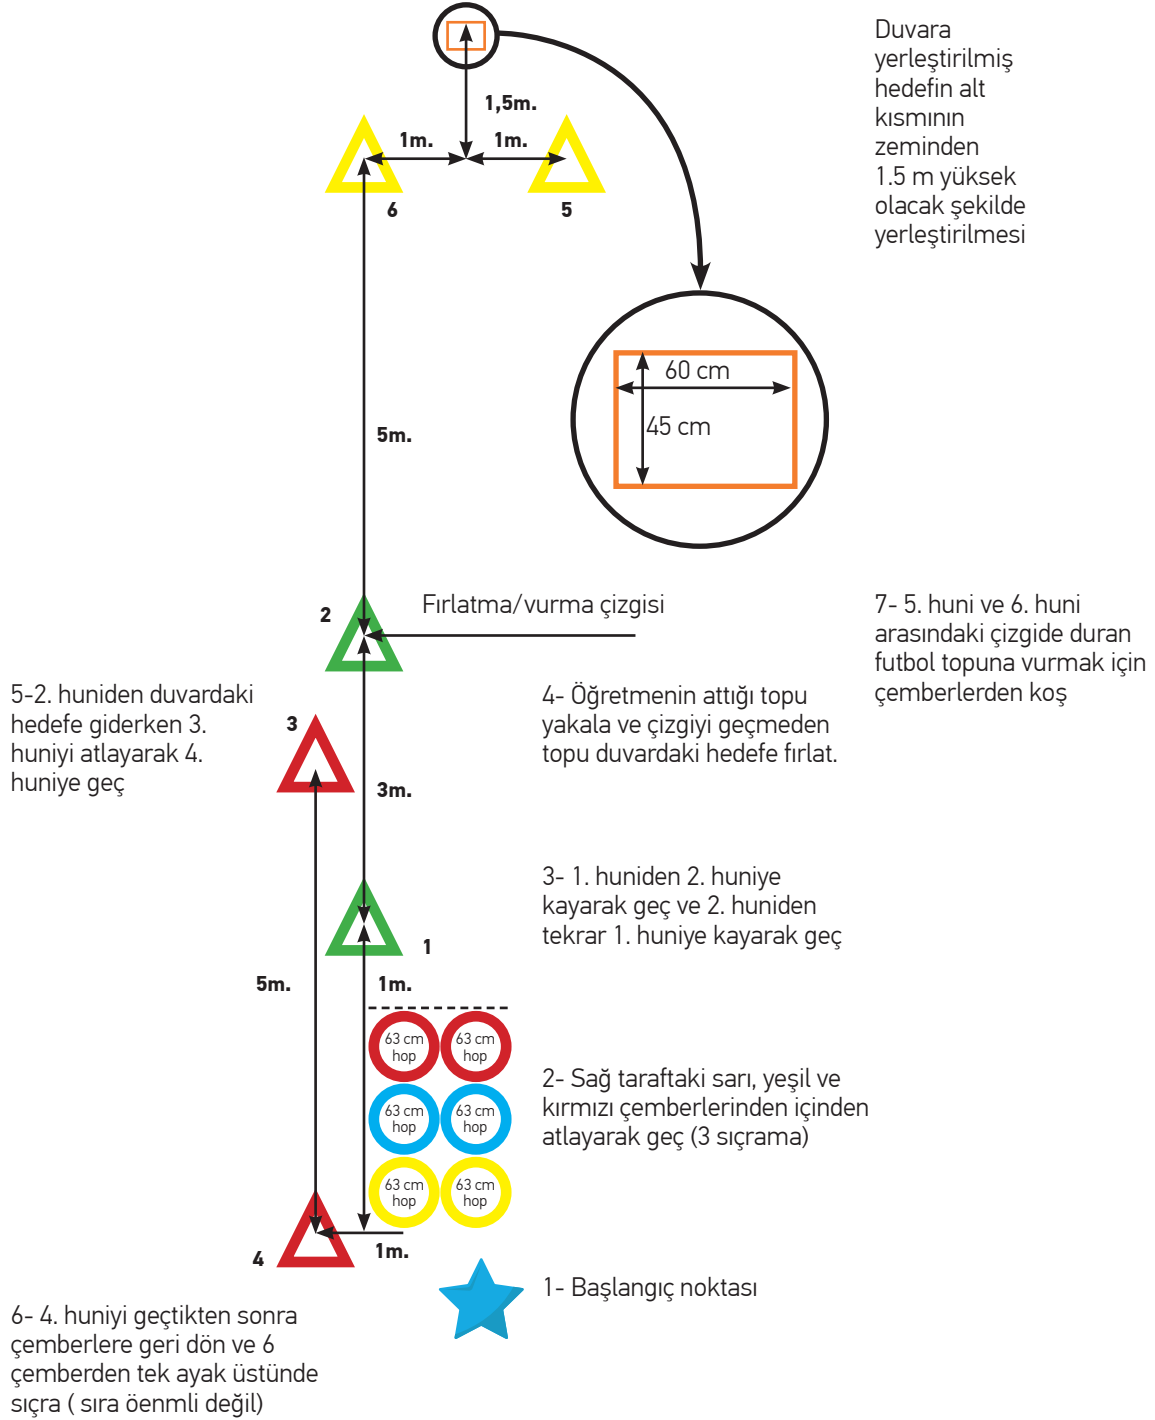 Duvara
yerleştirilmiş
hedefin alt
kısmının
zeminden
1.5 m yüksek
olacak şekilde
yerleştirilmesi
1,5m.
1m.
1m.
6
5
60 cm
45 cm
5m.
2
Fırlatma/vurma çizgisi
7- 5. huni ve 6. huni
arasındaki çizgide duran
futbol topuna vurmak için
çemberlerden koş
5-2. huniden duvardaki
hedefe giderken 3.
huniyi atlayarak 4.
huniye geç
3
4- Öğretmenin attığı topu
yakala ve çizgiyi geçmeden
topu duvardaki hedefe fırlat.
3m.
3- 1. huniden 2. huniye
kayarak geç ve 2. huniden
tekrar 1. huniye kayarak geç
1
5m.
1m.
63 cm
hop
63 cm
hop
63 cm
hop
63 cm
hop
63 cm
hop
63 cm
hop
2- Sağ taraftaki sarı, yeşil ve
kırmızı çemberlerinden içinden
atlayarak geç (3 sıçrama)
4
1m.
1- Başlangıç noktası
6- 4. huniyi geçtikten sonra
çemberlere geri dön ve 6
çemberden tek ayak üstünde
sıçra ( sıra öenmli değil)